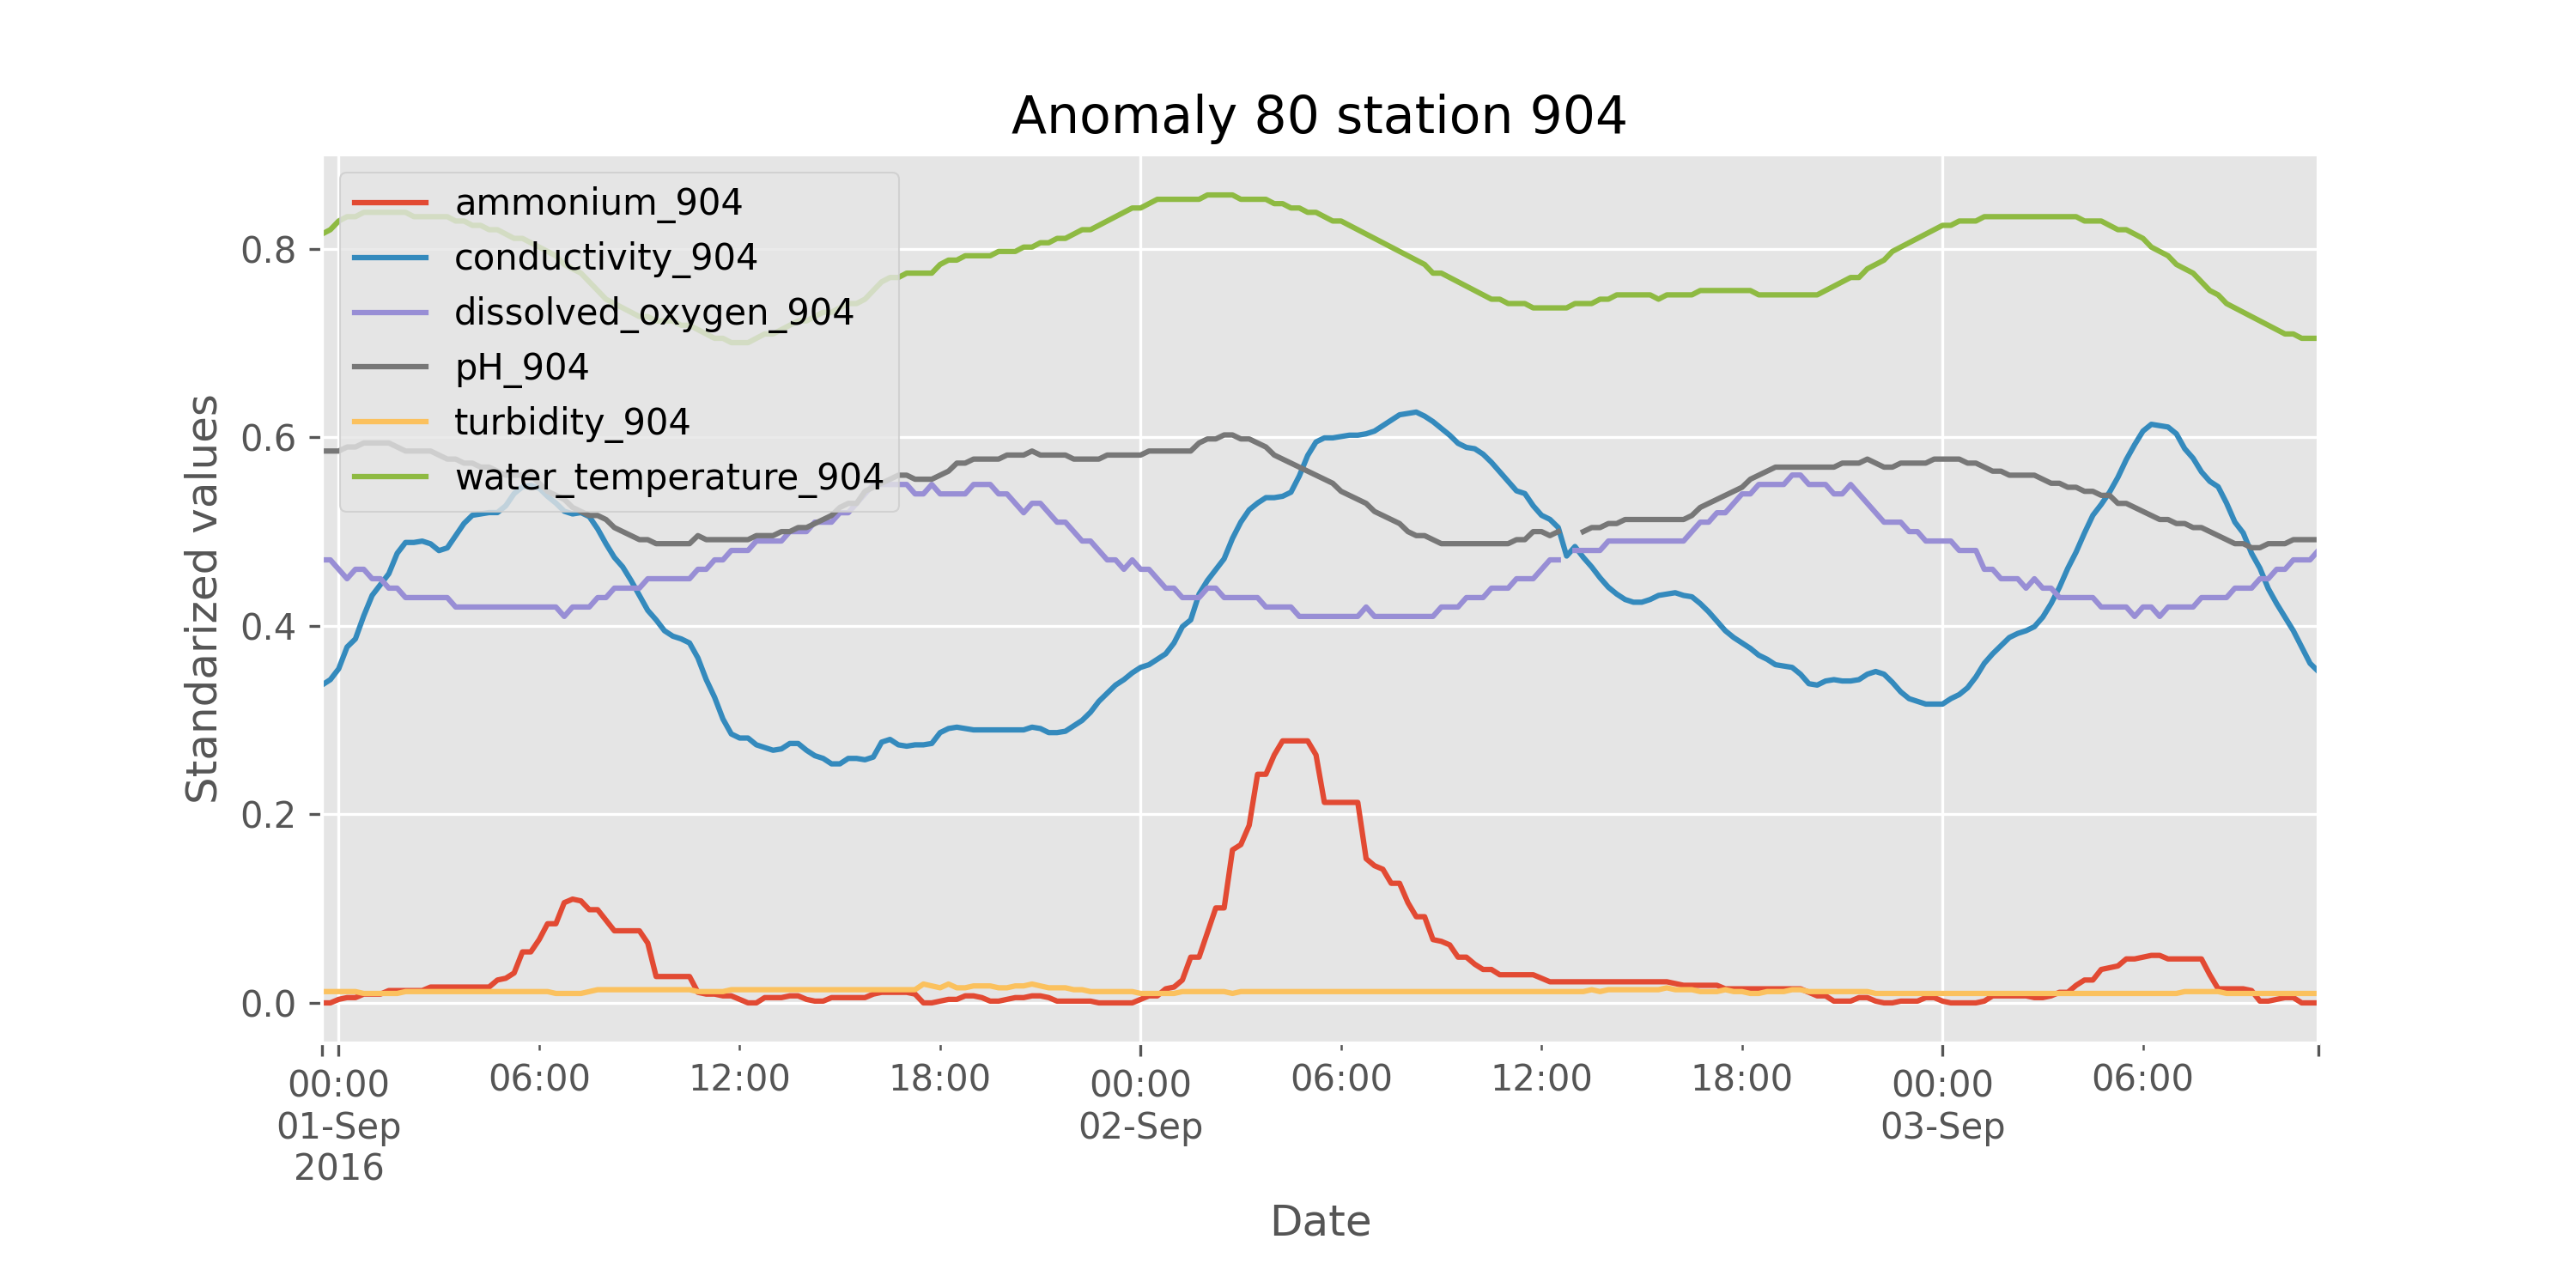 Anomaly 80 station 904
ammonium_904
conductivity_904
dissolved_oxygen_904
pH_904
turbidity_904
water_temperature_904
Standarized values
0.8
0.6
0.4
0.2
0.0
00:00 06:00 12:00 18:00 00:00 06:00 12:00 18:00 00:00 06:00
01-Sep 02-Sep 03-Sep
2016
Date